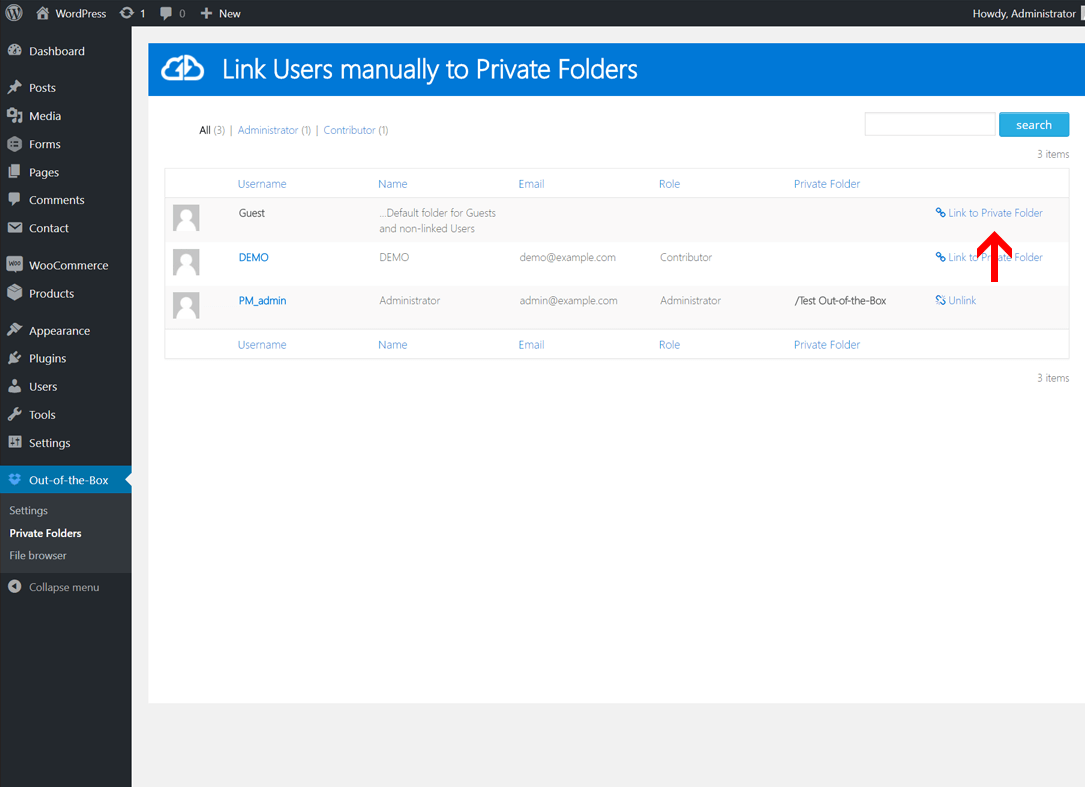 WordPress 1 0 New Howdy, Administrator
Dashboard
Posts
Media
Forms
Pages
Comments
Contact
WooCommerce
Products
Appearance
Plugins
Users
Tools
Settings
Out-of-the-Box
Settings
Private Folders
File browser
Collapse menu
Link Users manually to Private Folders
All (3) | Administrator (1) | Contributor (1)
search
3 items
Username Name Email Role Private Folder
Guest ...Default folder for Guests Link to Private Folder
and non-linked Users
DEMO DEMO demo@example.com Contributor Link to Private Folder
PM_admin Administrator admin@example.com Administrator /Test Out-of-the-Box Unlink
Username Name Email Role Private Folder
3 items